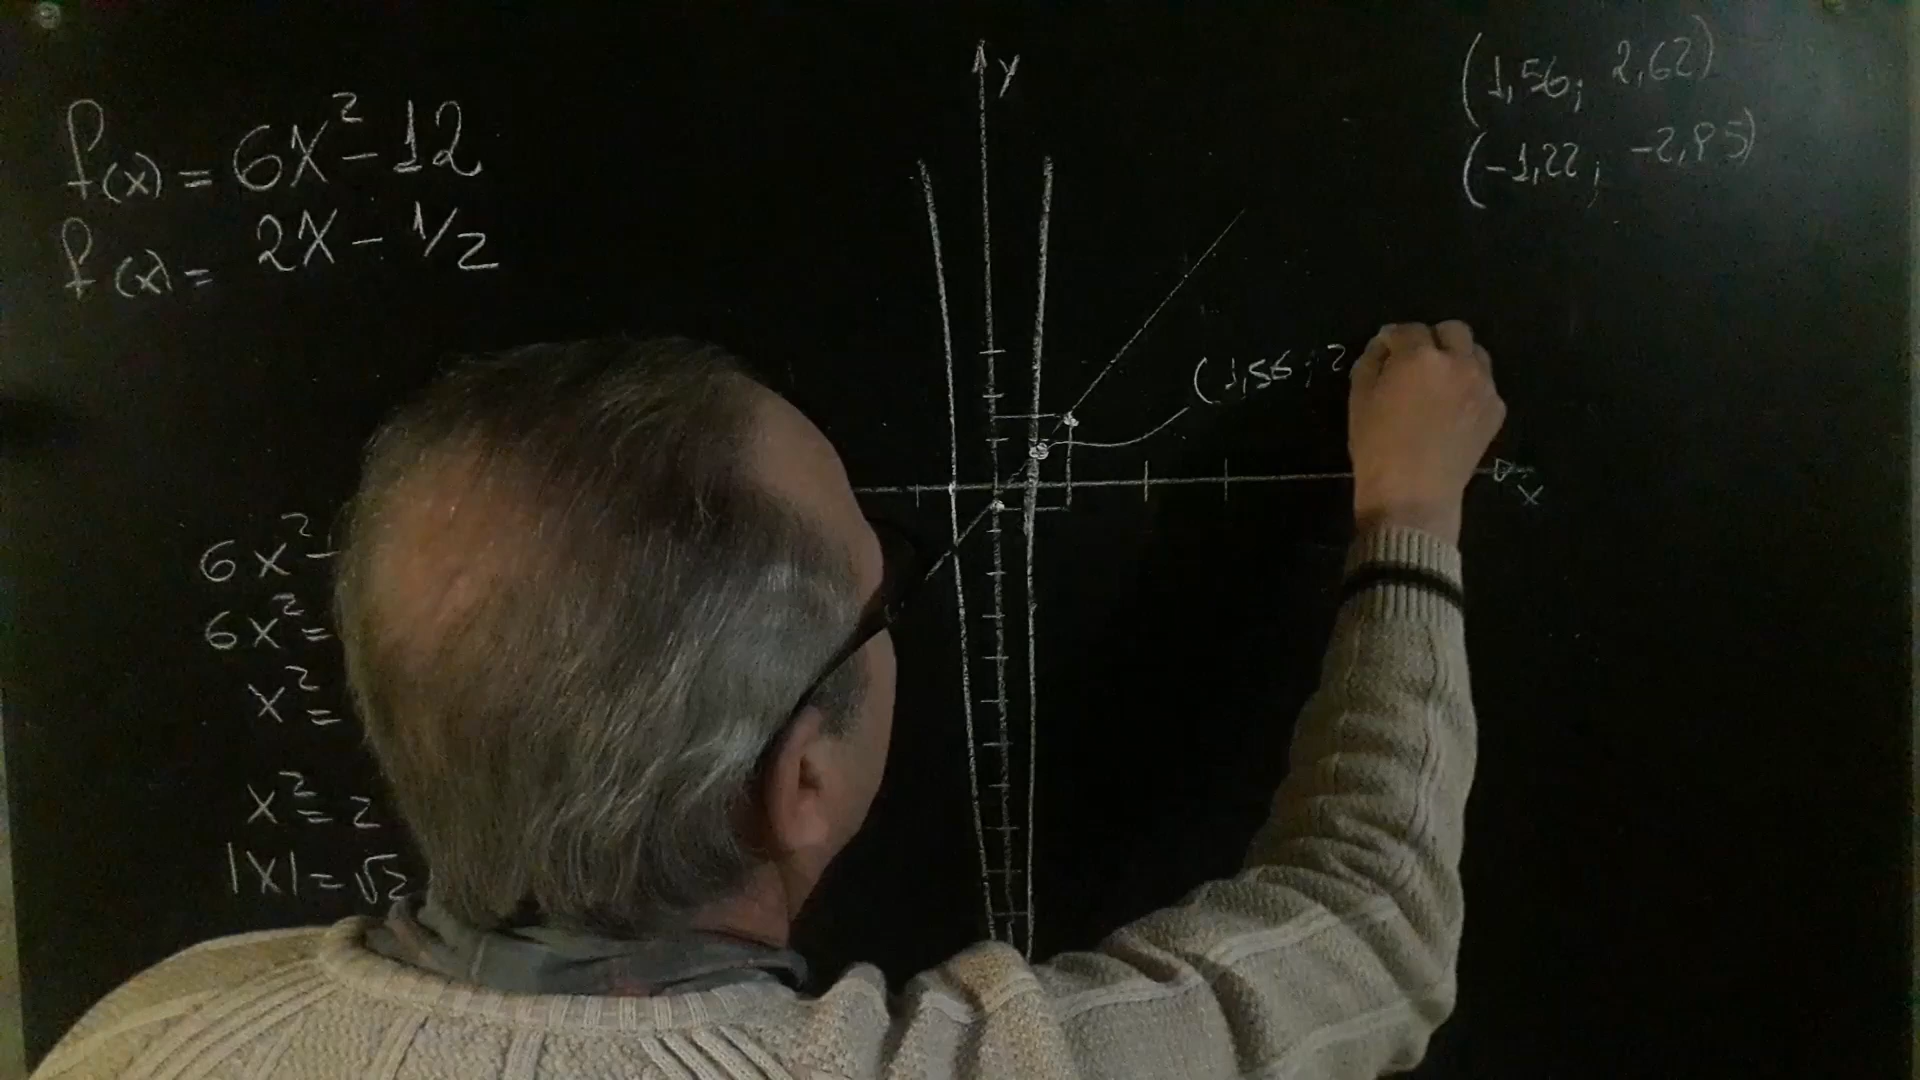 f(x) = 6x² - 12
f(x) = 2x - 1/2
y
(1,56; 2,62)
(-1,22; -2,95)
(1,56; 2
x
6x² -
6x² =
x² =
x² = 2
|x| = √2